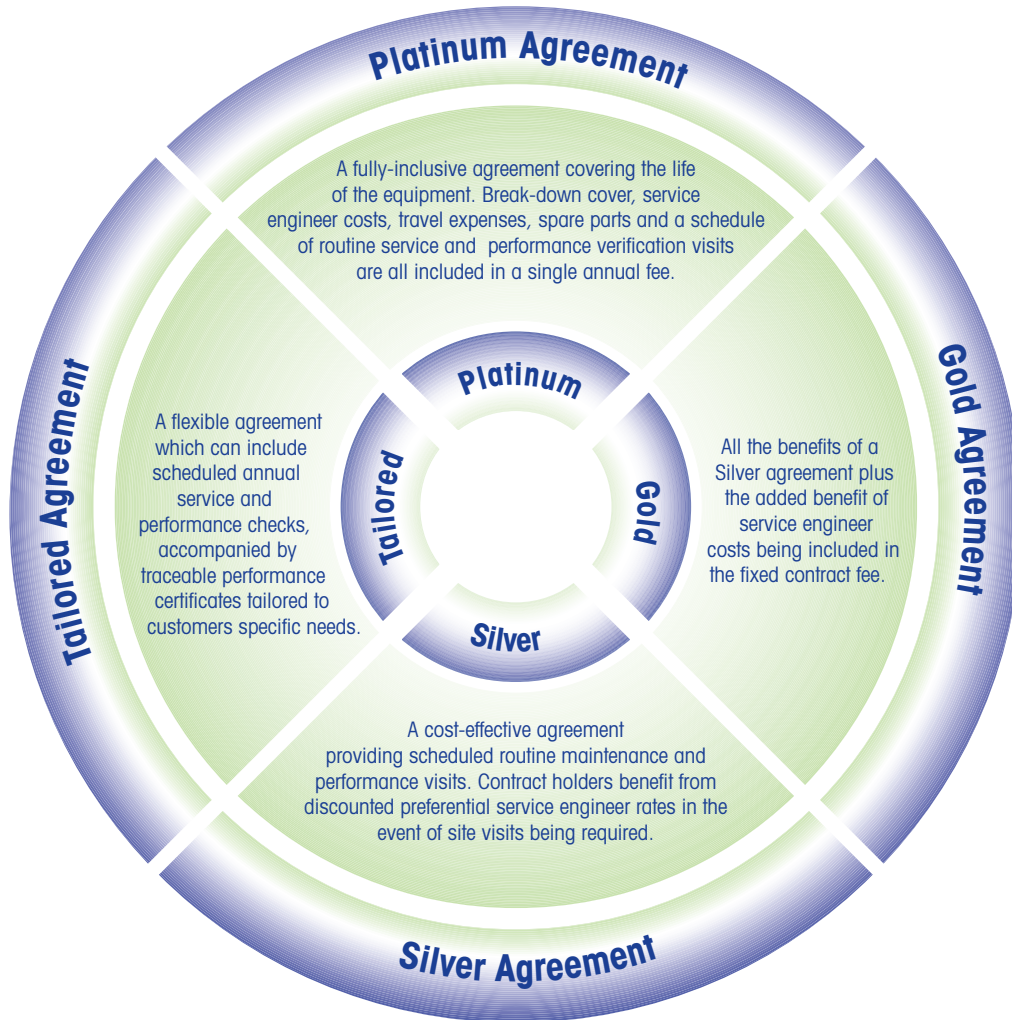 Platinum Agreement
A fully-inclusive agreement covering the life
of the equipment. Break-down cover, service
engineer costs, travel expenses, spare parts and a schedule
of routine service and performance verification visits
are all included in a single annual fee.
Platinum
Tailored Agreement
A flexible agreement
which can include
scheduled annual
service and
performance checks,
accompanied by
traceable performance
certificates tailored to
customers specific needs.
Tailored
Gold
All the benefits of a
Silver agreement plus
the added benefit of
service engineer
costs being included in
the fixed contract fee.
Gold Agreement
Silver
A cost-effective agreement
providing scheduled routine maintenance and
performance visits. Contract holders benefit from
discounted preferential service engineer rates in the
event of site visits being required.
Silver Agreement